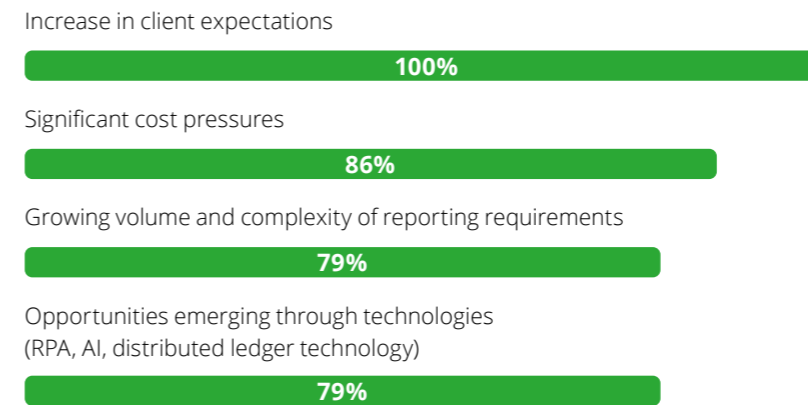 Increase in client expectations
100%
Significant cost pressures
86%
Growing volume and complexity of reporting requirements
79%
Opportunities emerging through technologies
(RPA, AI, distributed ledger technology)
79%